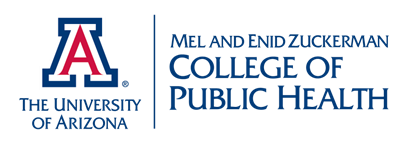 A®
THE UNIVERSITY
OF ARIZONA
MEL AND ENID ZUCKERMAN
COLLEGE OF
PUBLIC HEALTH